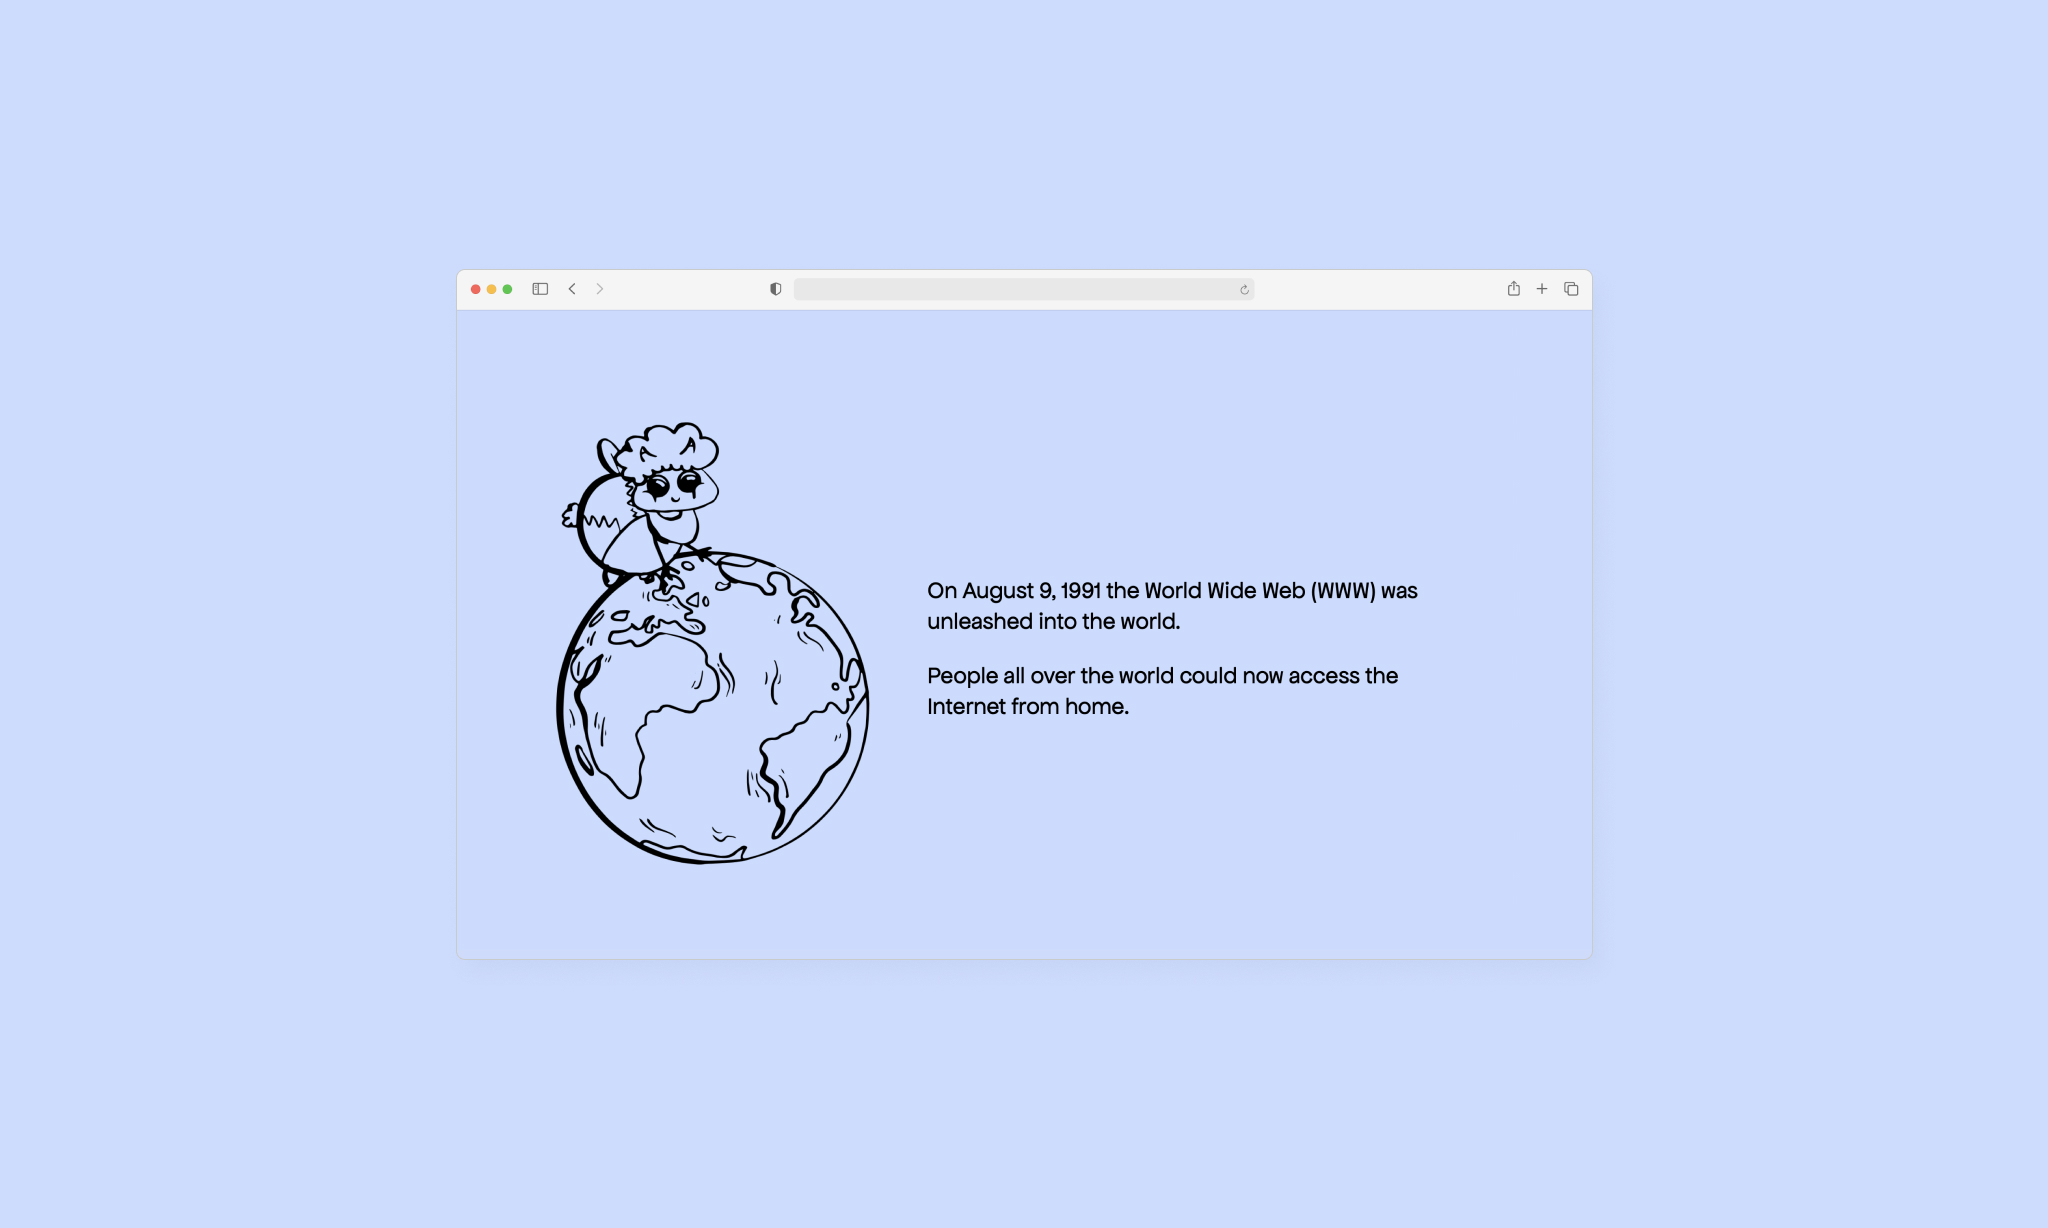 On August 9, 1991 the World Wide Web (WWW) was
unleashed into the world.
People all over the world could now access the
Internet from home.